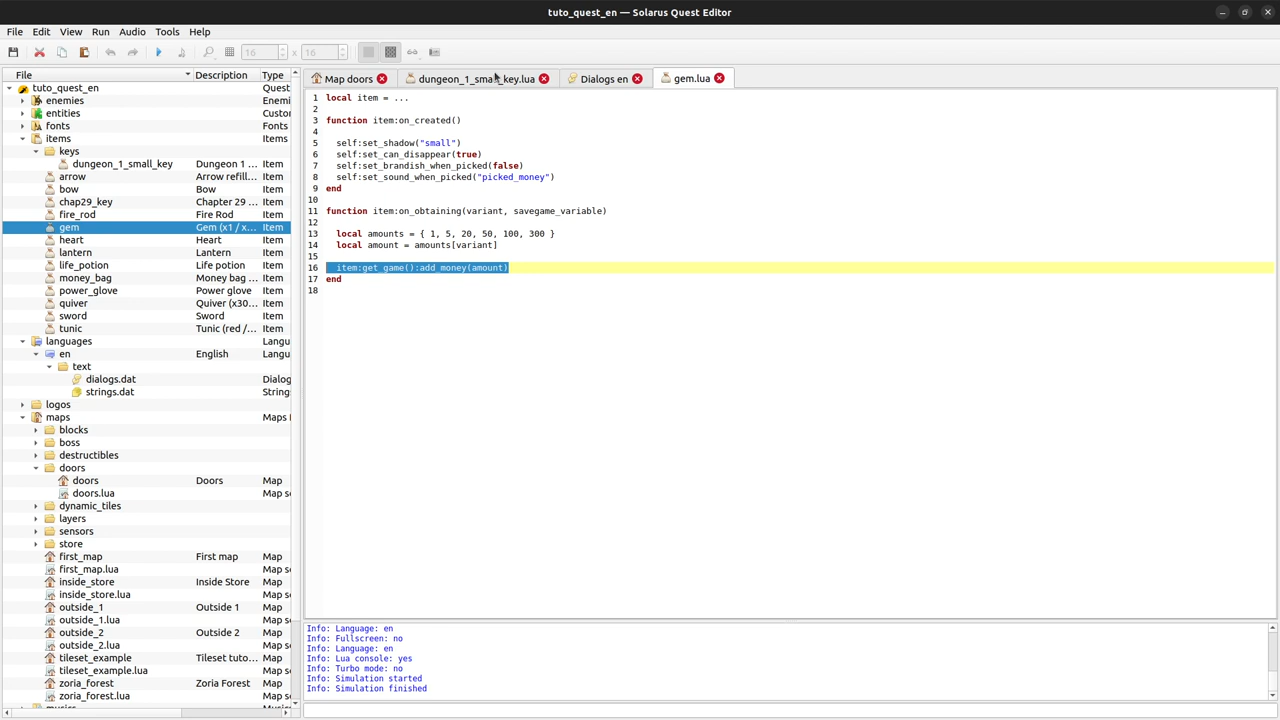 tuto_quest_en — Solarus Quest Editor
File Edit View Run Audio Tools Help
16 x 16
File Description Type
Map doors dungeon_1_small_key.lua Dialogs en gem.lua
tuto_quest_en Quest
enemies Enemi
entities Custo
fonts Fonts
items Items
keys
dungeon_1_small_key Dungeon 1 ... Item
arrow Arrow refill... Item
bow Bow Item
chap29_key Chapter 29 ... Item
fire_rod Fire Rod Item
gem Gem (x1 / x... Item
heart Heart Item
lantern Lantern Item
life_potion Life potion Item
money_bag Money bag ... Item
power_glove Power glove Item
quiver Quiver (x30... Item
sword Sword Item
tunic Tunic (red /... Item
languages Langu
en English Langu
text
dialogs.dat Dialog
strings.dat String
logos
maps Maps
blocks
boss
destructibles
doors
doors Doors Map
doors.lua Map s
dynamic_tiles
layers
sensors
store
first_map First map Map
first_map.lua Map s
inside_store Inside Store Map
inside_store.lua Map s
outside_1 Outside 1 Map
outside_1.lua Map s
outside_2 Outside 2 Map
outside_2.lua Map s
tileset_example Tileset tuto... Map
tileset_example.lua Map s
zoria_forest Zoria Forest Map
zoria_forest.lua Map s
1 local item = ...
2
3 function item:on_created()
4
5 self:set_shadow("small")
6 self:set_can_disappear(true)
7 self:set_brandish_when_picked(false)
8 self:set_sound_when_picked("picked_money")
9 end
10
11 function item:on_obtaining(variant, savegame_variable)
12
13 local amounts = { 1, 5, 20, 50, 100, 300 }
14 local amount = amounts[variant]
15
16 item:get_game():add_money(amount)
17 end
18
Info: Language: en
Info: Fullscreen: no
Info: Language: en
Info: Lua console: yes
Info: Turbo mode: no
Info: Simulation started
Info: Simulation finished